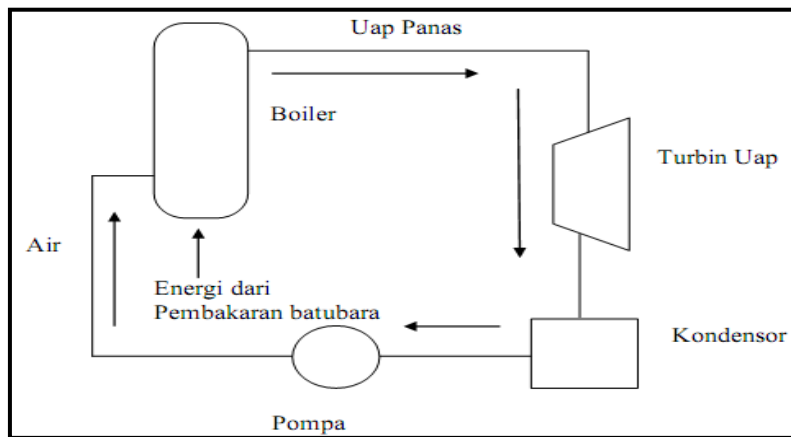 Uap Panas
Boiler
Turbin Uap
Air
Energi dari
Pembakaran batubara
Kondensor
Pompa